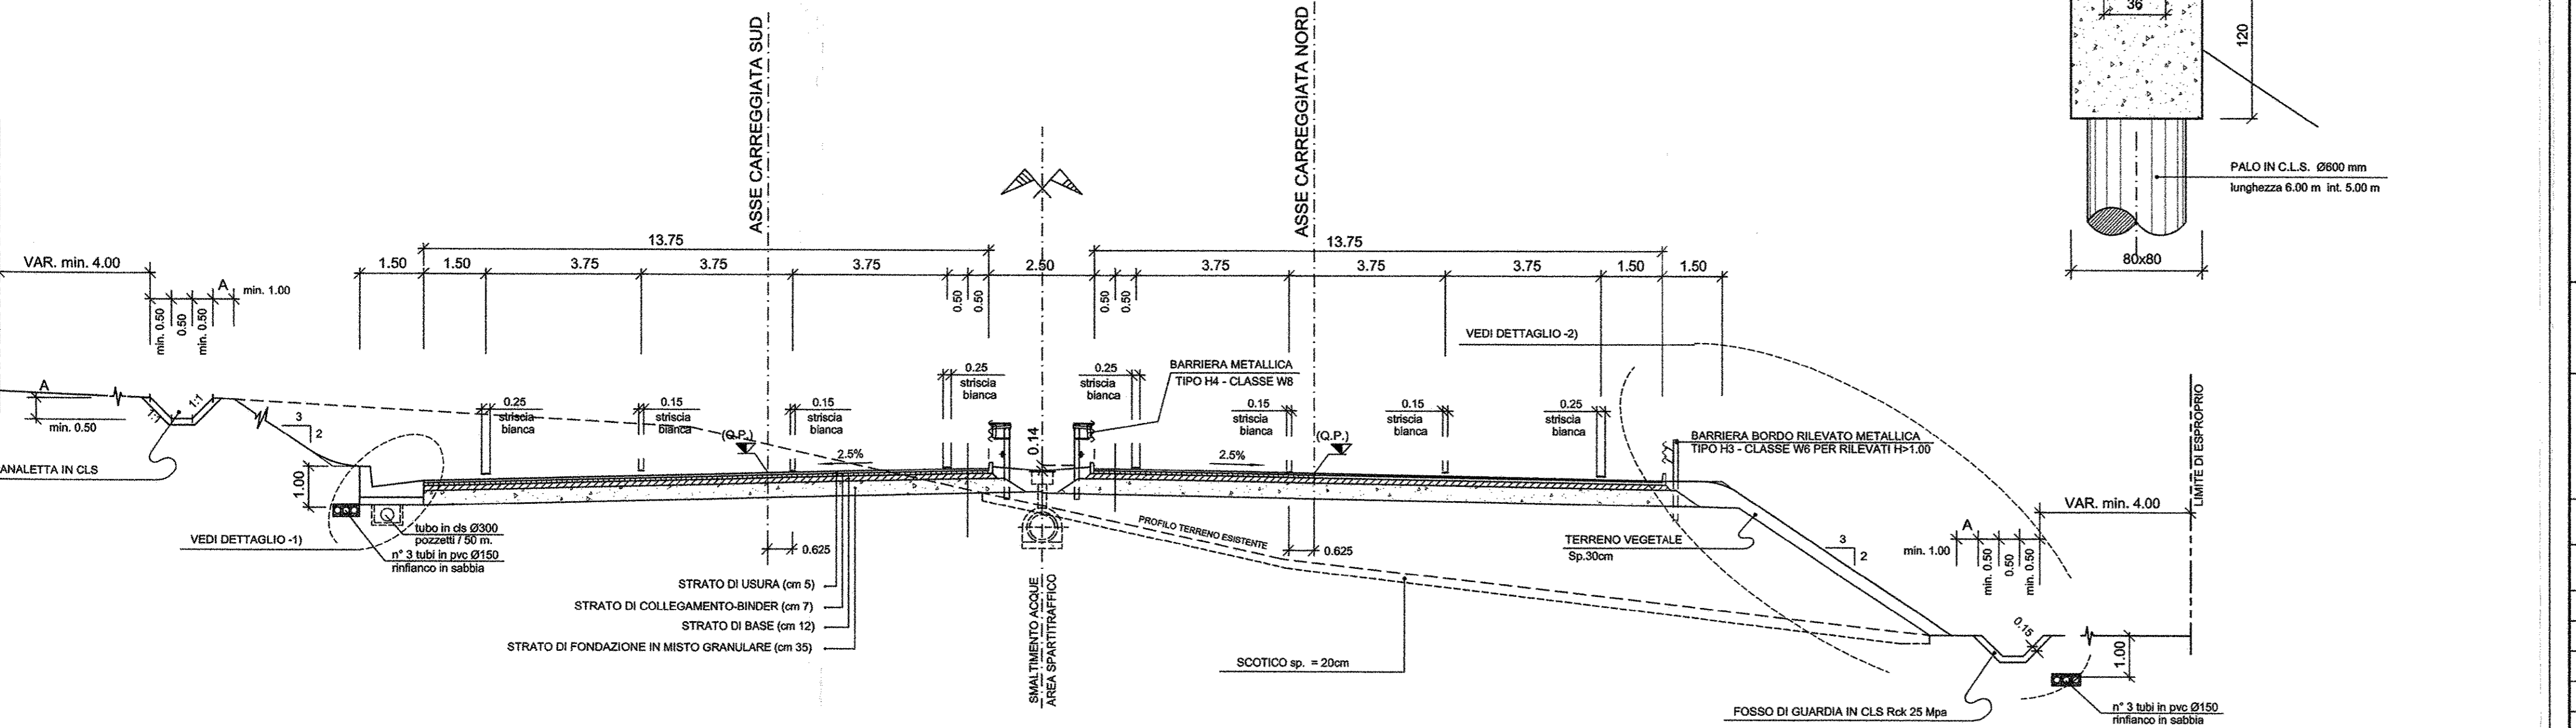 ASSE CARREGGIATA SUD
ASSE CARREGGIATA NORD
36
120
PALO IN C.L.S. Ø600 mm
lunghezza 6.00 m int. 5.00 m
80x80
13.75
13.75
VAR. min. 4.00
1.50
1.50
3.75
3.75
3.75
2.50
3.75
3.75
3.75
1.50
1.50
A
min. 1.00
min. 0.50
0.50
min. 0.50
0.50
0.50
0.50
0.50
VEDI DETTAGLIO -2)
BARRIERA METALLICA
TIPO H4 - CLASSE W6
0.25
striscia
bianca
0.25
striscia
bianca
A
min. 0.50
1:1
1:1
3
2
0.25
striscia
bianca
0.15
striscia
bianca
0.15
striscia
bianca
0.15
striscia
bianca
0.15
striscia
bianca
0.25
striscia
bianca
(Q.P.)
0.14
(Q.P.)
2.5%
2.5%
BARRIERA BORDO RILEVATO METALLICA
TIPO H3 - CLASSE W6 PER RILEVATI H>1.00
LIMITE DI ESPROPRIO
ANALETTA IN CLS
1.00
tubo in cls Ø300
pozzetti / 50 m.
VEDI DETTAGLIO -1)
n° 3 tubi in pvc Ø150
rinfianco in sabbia
0.625
PROFILO TERRENO ESISTENTE
0.625
TERRENO VEGETALE
Sp.30cm
3
2
VAR. min. 4.00
A
min. 1.00
min. 0.50
0.50
min. 0.50
STRATO DI USURA (cm 5)
STRATO DI COLLEGAMENTO-BINDER (cm 7)
STRATO DI BASE (cm 12)
STRATO DI FONDAZIONE IN MISTO GRANULARE (cm 35)
SMALTIMENTO ACQUE
AREA SPARTITRAFFICO
SCOTICO sp. = 20cm
0.15
1.00
FOSSO DI GUARDIA IN CLS Rck 25 Mpa
n° 3 tubi in pvc Ø150
rinfianco in sabbia